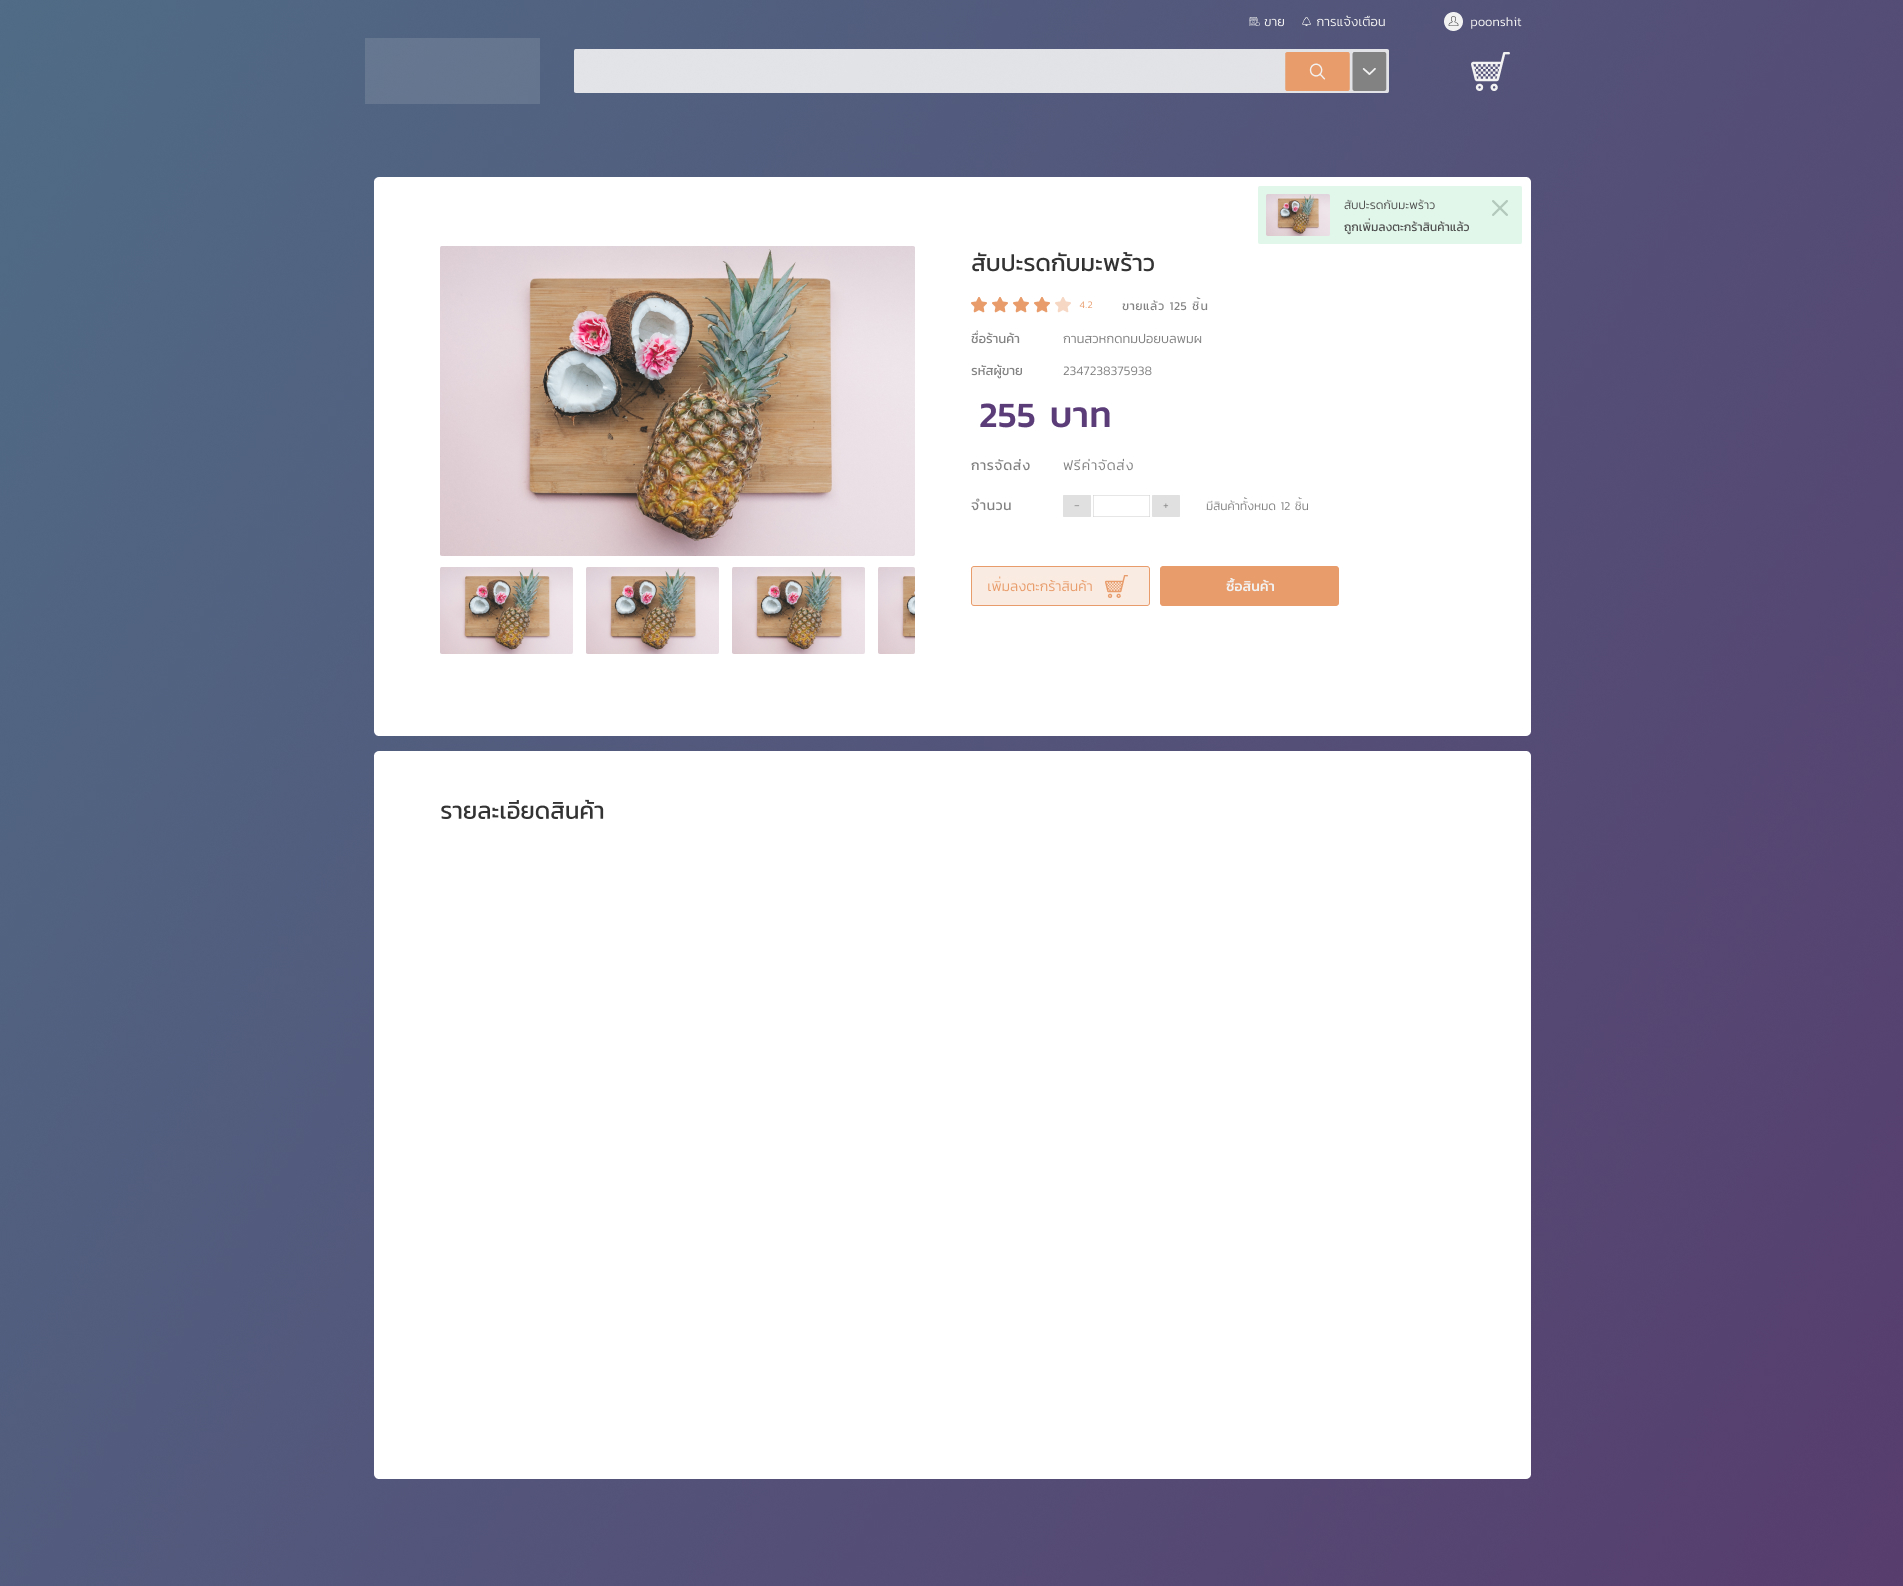 ขาย
การแจ้งเตือน
poonshit
สับปะรดกับมะพร้าว
ถูกเพิ่มลงตะกร้าสินค้าแล้ว
สับปะรดกับมะพร้าว
4.2 ขายแล้ว 125 ชิ้น
ชื่อร้านค้า กานสวหกดทมปอยบลพมผ
รหัสผู้ขาย 2347238375938
255 บาท
การจัดส่ง ฟรีค่าจัดส่ง
จำนวน - + มีสินค้าทั้งหมด 12 ชิ้น
เพิ่มลงตะกร้าสินค้า
ซื้อสินค้า
รายละเอียดสินค้า